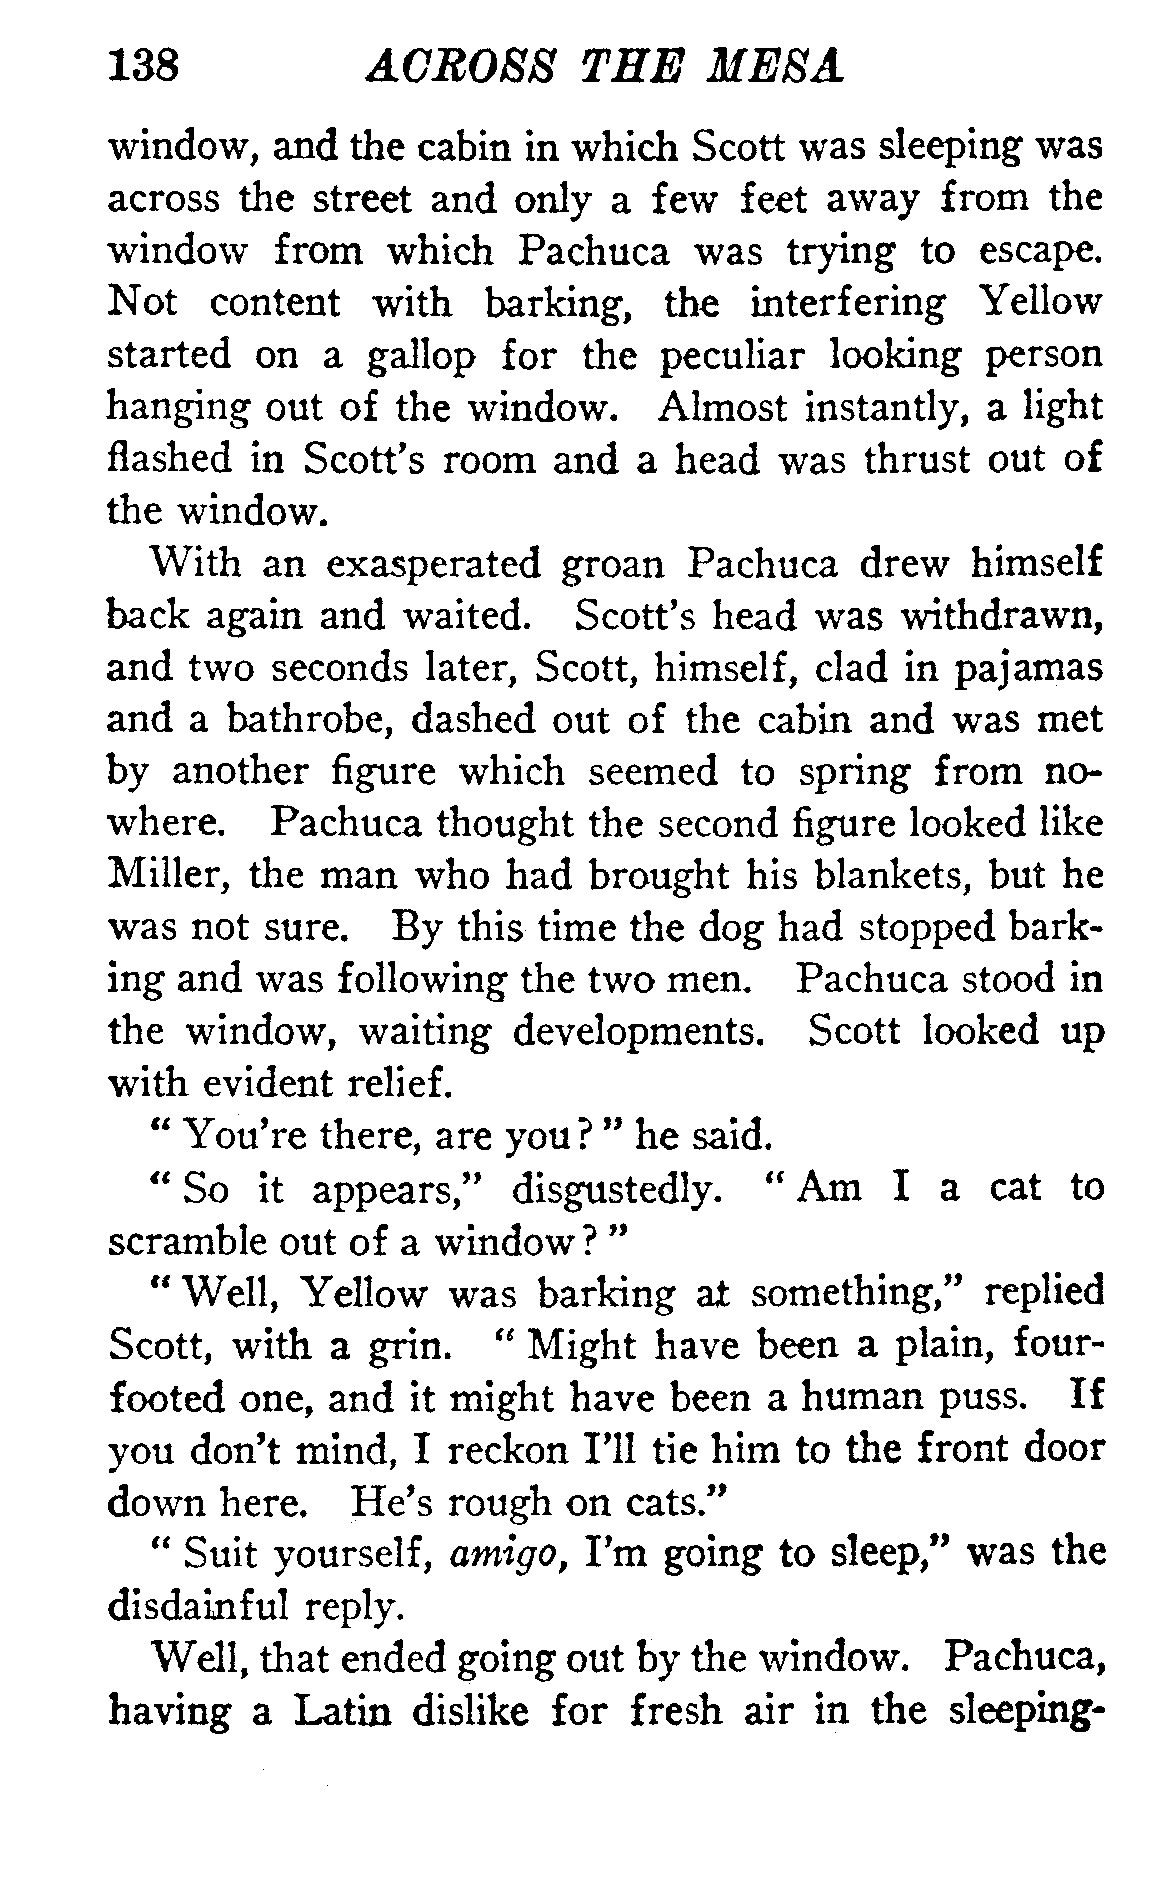 138 ACROSS THE MESA
window, and the cabin in which Scott was sleeping was
across the street and only a few feet away from the
window from which Pachuca was trying to escape.
Not content with barking, the interfering Yellow
started on a gallop for the peculiar looking person
hanging out of the window. Almost instantly, a light
flashed in Scott's room and a head was thrust out of
the window.
With an exasperated groan Pachuca drew himself
back again and waited. Scott's head was withdrawn,
and two seconds later, Scott, himself, clad in pajamas
and a bathrobe, dashed out of the cabin and was met
by another figure which seemed to spring from no-
where. Pachuca thought the second figure looked like
Miller, the man who had brought his blankets, but he
was not sure. By this time the dog had stopped bark-
ing and was following the two men. Pachuca stood in
the window, waiting developments. Scott looked up
with evident relief.
" You're there, are you? " he said.
" So it appears," disgustedly. " Am I a cat to
scramble out of a window? "
" Well, Yellow was barking at something," replied
Scott, with a grin. " Might have been a plain, four-
footed one, and it might have been a human puss. If
you don't mind, I reckon I'll tie him to the front door
down here. He's rough on cats."
" Suit yourself, amigo, I'm going to sleep," was the
disdainful reply.
Well, that ended going out by the window. Pachuca,
having a Latin dislike for fresh air in the sleeping-